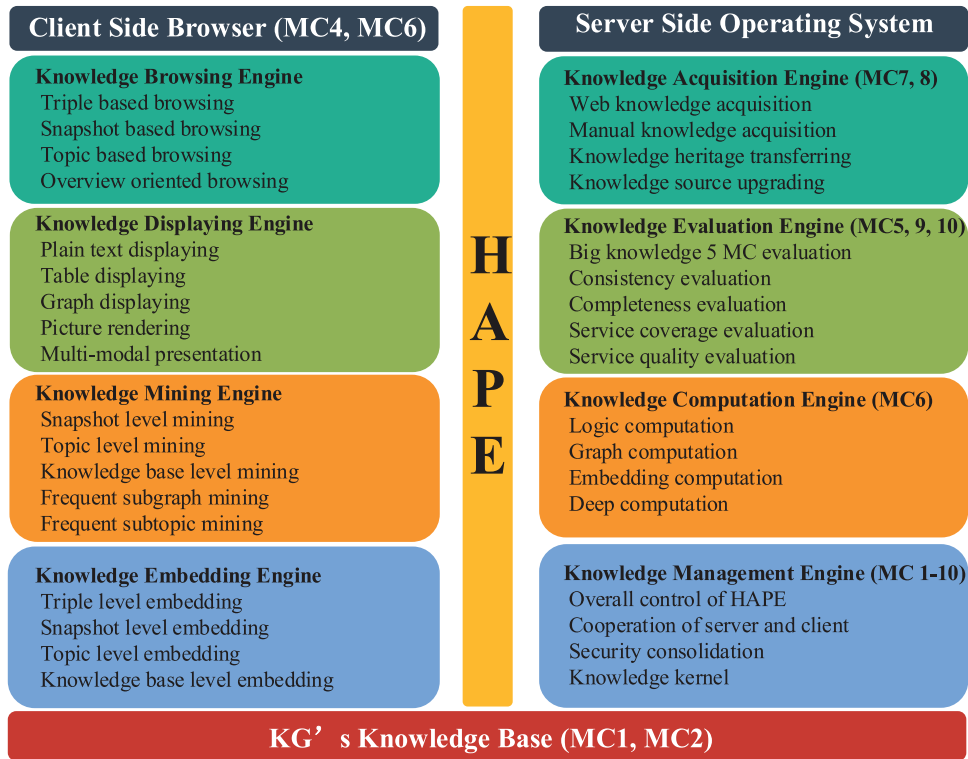 Client Side Browser (MC4, MC6)
Knowledge Browsing Engine
Triple based browsing
Snapshot based browsing
Topic based browsing
Overview oriented browsing
Knowledge Displaying Engine
Plain text displaying
Table displaying
Graph displaying
Picture rendering
Multi-modal presentation
Knowledge Mining Engine
Snapshot level mining
Topic level mining
Knowledge base level mining
Frequent subgraph mining
Frequent subtopic mining
Knowledge Embedding Engine
Triple level embedding
Snapshot level embedding
Topic level embedding
Knowledge base level embedding
H
A
P
E
Server Side Operating System
Knowledge Acquisition Engine (MC7, 8)
Web knowledge acquisition
Manual knowledge acquisition
Knowledge heritage transferring
Knowledge source upgrading
Knowledge Evaluation Engine (MC5, 9, 10)
Big knowledge 5 MC evaluation
Consistency evaluation
Completeness evaluation
Service coverage evaluation
Service quality evaluation
Knowledge Computation Engine (MC6)
Logic computation
Graph computation
Embedding computation
Deep computation
Knowledge Management Engine (MC 1-10)
Overall control of HAPE
Cooperation of server and client
Security consolidation
Knowledge kernel
KG’s Knowledge Base (MC1, MC2)